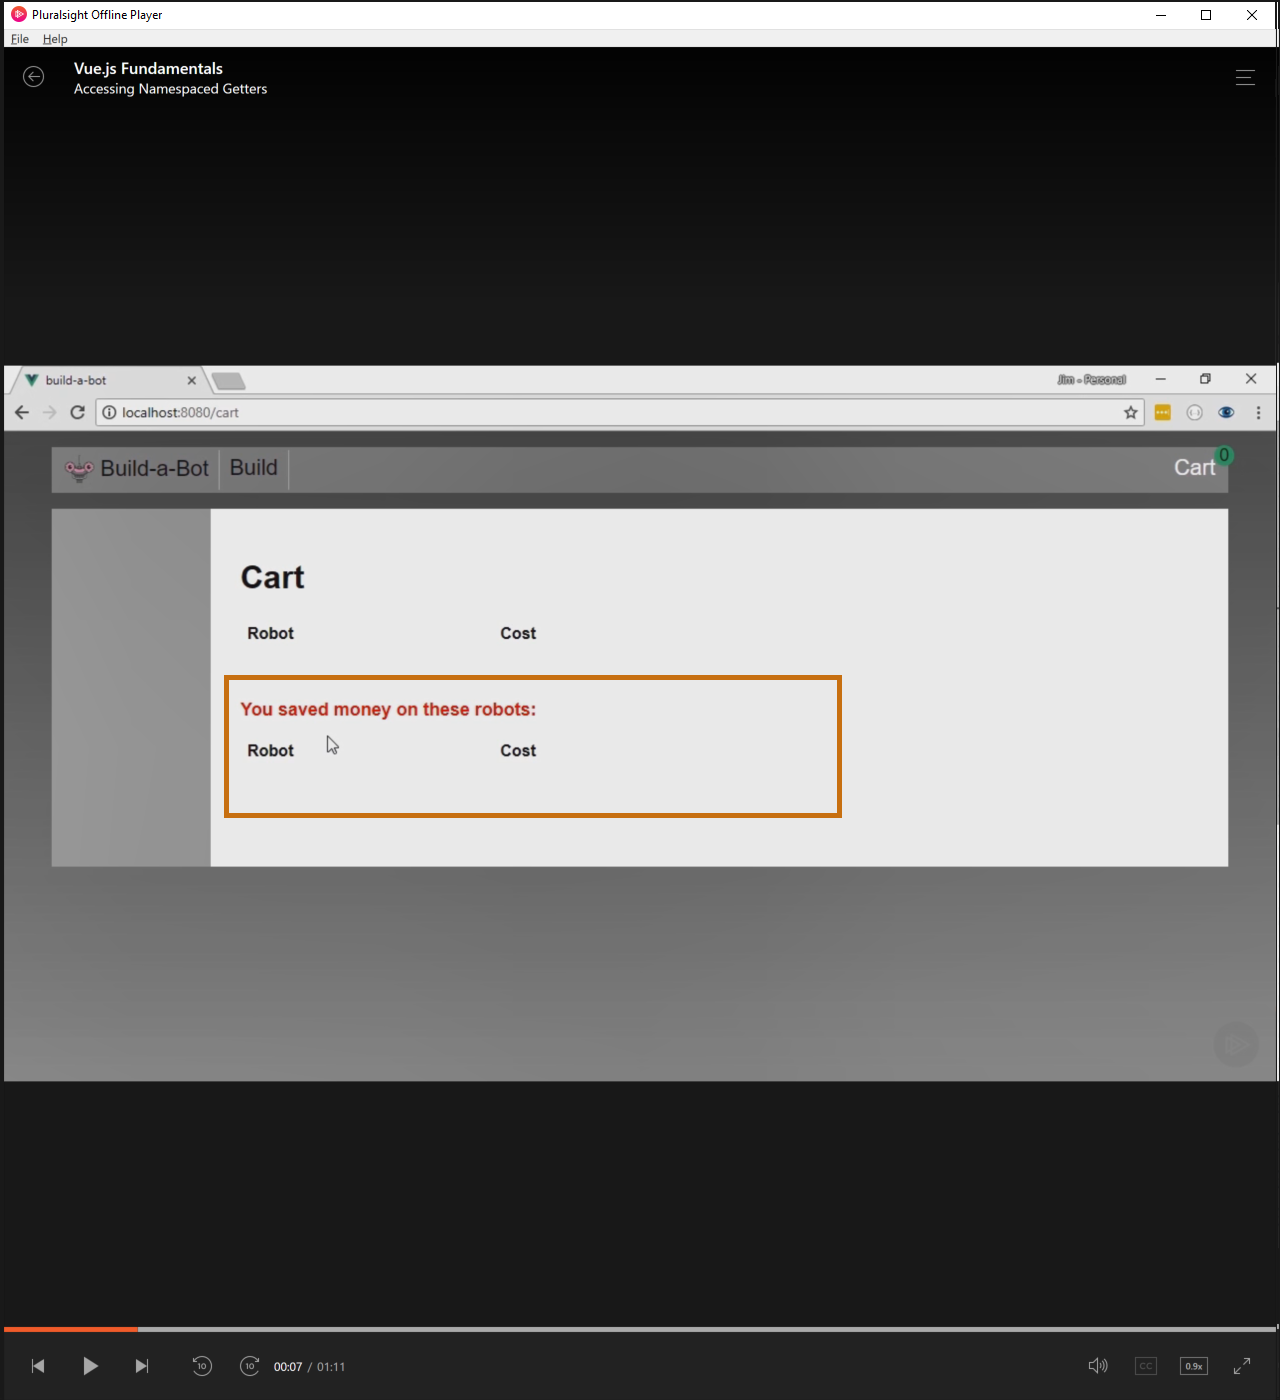 Pluralsight Offline Player
File Help
Vue.js Fundamentals
Accessing Namespaced Getters
build-a-bot
Jim - Personal
localhost:8080/cart
Build-a-Bot Build Cart 0
Cart
Robot Cost
You saved money on these robots:
Robot Cost
10 10 00:07 / 01:11 CC 0.9x